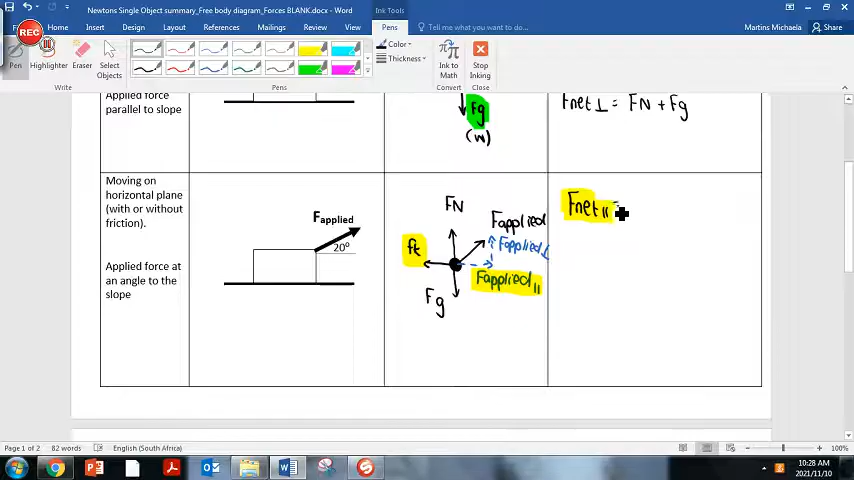 Newtons Single Object summary_Free body diagram_Forces BLANK.docx - Word
Ink Tools
Home Insert Design Layout References Mailings Review View Pens Tell me what you want to do... Martins Michaela Share
REC
Pen Highlighter Eraser Select Objects
Color
Thickness
Ink to Math
Stop Inking
Write Pens Convert Close
Applied force
parallel to slope
Fg
(W)
Fnet⊥ = FN + Fg
Moving on
horizontal plane
(with or without
friction).
Applied force at
an angle to the
slope
Fapplied
20°
FN
Fapplied
Fapplied⊥
fk
Fapplied||
Fg
Fnet|| =
Page 1 of 2 82 words English (South Africa) 100%
10:28 AM
2021/11/10